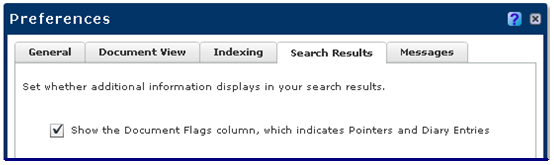 Preferences
General Document View Indexing Search Results Messages
Set whether additional information displays in your search results.
Show the Document Flags column, which indicates Pointers and Diary Entries